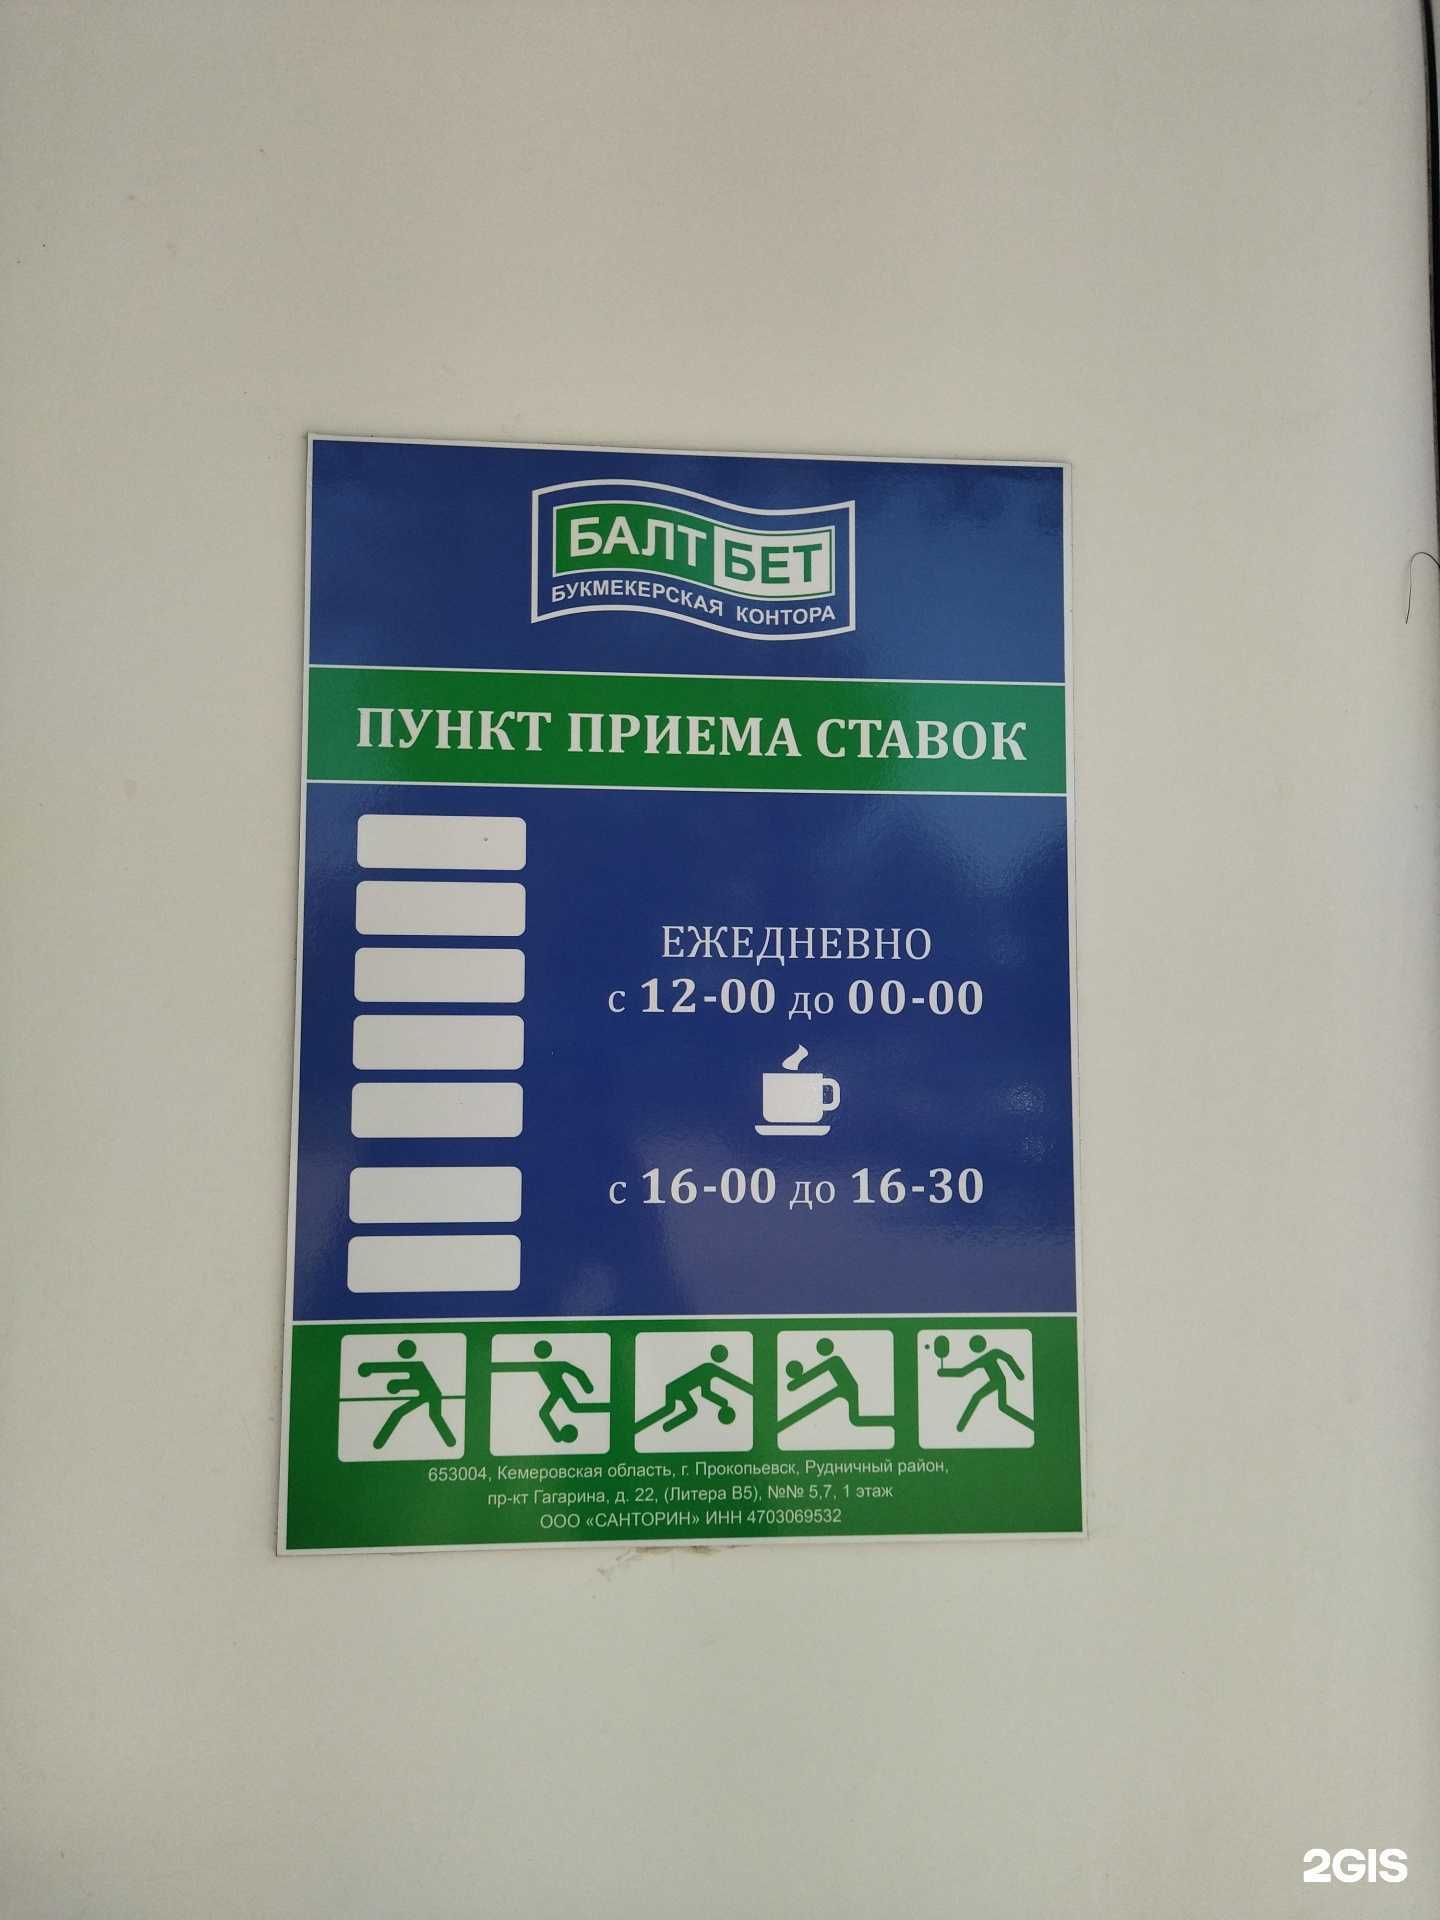 БАЛТ БЕТ
БУКМЕКЕРСКАЯ КОНТОРА
ПУНКТ ПРИЕМА СТАВОК
ЕЖЕДНЕВНО
с 12-00 до 00-00
с 16-00 до 16-30
653004, Кемеровская область, г. Прокопьевск, Рудничный район,
пр-кт Гагарина, д. 22, (Литера В5), №№ 5,7, 1 этаж
ООО «САНТОРИН» ИНН 4703069532
2GIS